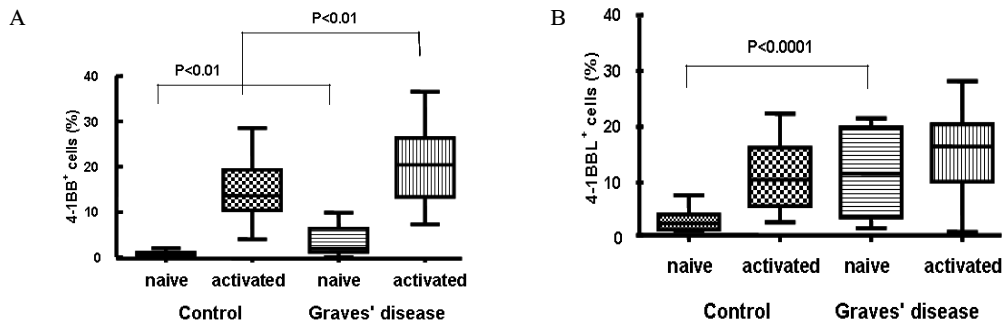 A
P<0.01
P<0.01
40
30
20
10
0
4-1BB+ cells (%)
naive activated naive activated
Control Graves' disease
B
P<0.0001
40
30
20
10
0
4-1BBL + cells (%)
naive activated naive activated
Control Graves' disease